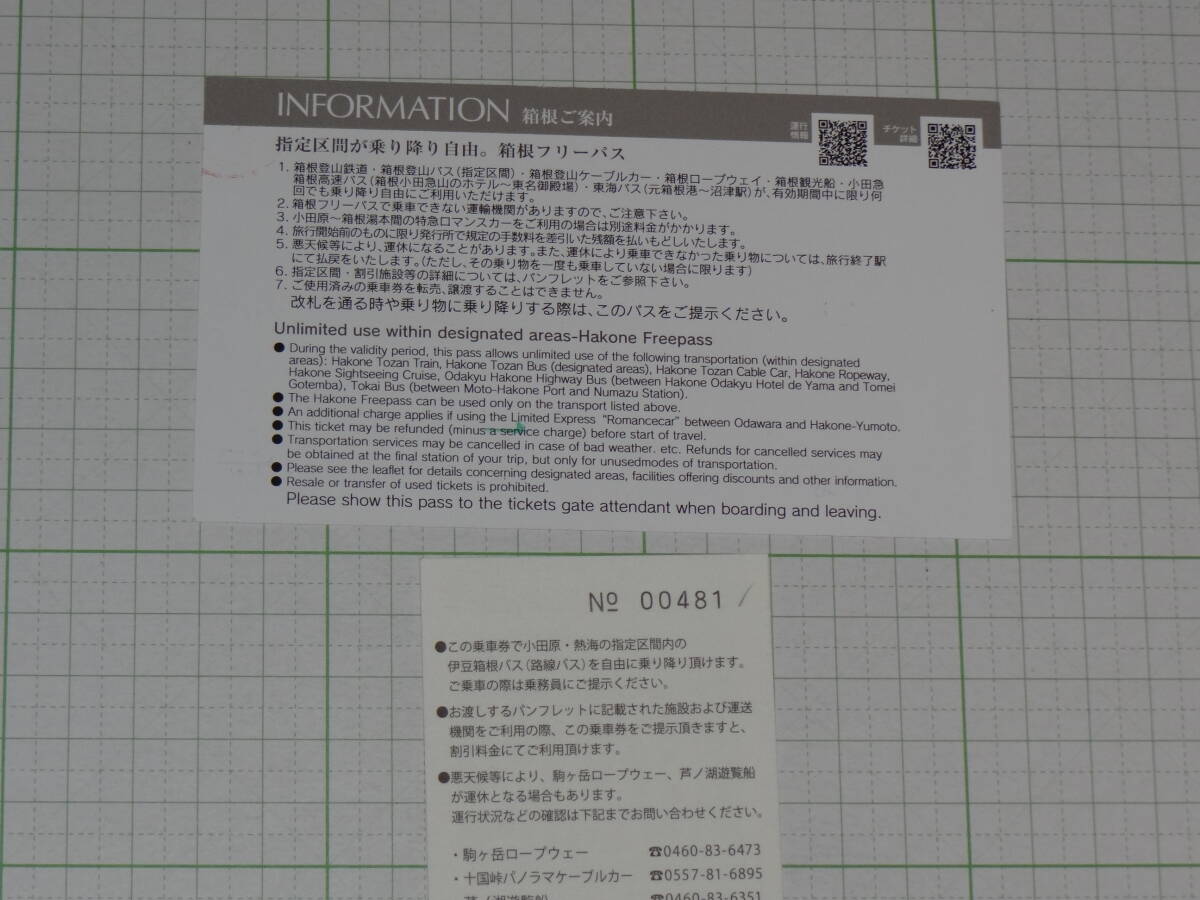 INFORMATION 箱根ご案内
運行情報
チケット詳細
指定区間が乗り降り自由。箱根フリーパス
1. 箱根登山鉄道・箱根登山バス(指定区間)・箱根登山ケーブルカー・箱根ロープウェイ・箱根観光船・小田急
箱根高速バス(箱根小田急山のホテル〜東名御殿場)・東海バス(元箱根港〜沼津駅)が、有効期間中に限り何
回でも乗り降り自由にご利用いただけます。
2. 箱根フリーパスで乗車できない運輸機関がありますので、ご注意下さい。
3. 小田原〜箱根湯本間の特急ロマンスカーをご利用の場合は別途料金がかかります。
4. 旅行開始前のものに限り発行所で規定の手数料を差引いた残額を払いもどしいたします。
5. 悪天候等により、運休になることがあります。また、運休により乗車できなかった乗り物については、旅行終了駅
にて払戻をいたします。(ただし、その乗り物を一度も乗車していない場合に限ります)
6. 指定区間・割引施設等の詳細については、パンフレットをご参照下さい。
7. ご使用済みの乗車券を転売、譲渡することはできません。
改札を通る時や乗り物に乗り降りする際は、このパスをご提示ください。
Unlimited use within designated areas-Hakone Freepass
● During the validity period, this pass allows unlimited use of the following transportation (within designated
areas): Hakone Tozan Train, Hakone Tozan Bus (designated areas), Hakone Tozan Cable Car, Hakone Ropeway,
Hakone Sightseeing Cruise, Odakyu Hakone Highway Bus (between Hakone Odakyu Hotel de Yama and Tomei
Gotemba), Tokai Bus (between Moto-Hakone Port and Numazu Station).
● The Hakone Freepass can be used only on the transport listed above.
● An additional charge applies if using the Limited Express "Romancecar" between Odawara and Hakone-Yumoto.
● This ticket may be refunded (minus a service charge) before start of travel.
● Transportation services may be cancelled in case of bad weather. etc. Refunds for cancelled services may
be obtained at the final station of your trip, but only for unusedmodes of transportation.
● Please see the leaflet for details concerning designated areas, facilities offering discounts and other information.
● Resale or transfer of used tickets is prohibited.
Please show this pass to the tickets gate attendant when boarding and leaving.
№ 00481
●この乗車券で小田原・熱海の指定区間内の
伊豆箱根バス(路線バス)を自由に乗り降り頂けます。
ご乗車の際は乗務員にご提示ください。
●お渡しするパンフレットに記載された施設および運送
機関をご利用の際、この乗車券をご提示頂きますと、
割引料金にてご利用頂けます。
●悪天候等により、駒ヶ岳ロープウェー、芦ノ湖遊覧船
が運休となる場合もあります。
運行状況などの確認は下記までお問い合わせください。
・駒ヶ岳ロープウェー ☎0460-83-6473
・十国峠パノラマケーブルカー ☎0557-81-6895
・芦ノ湖遊覧船 ☎0460-83-6351